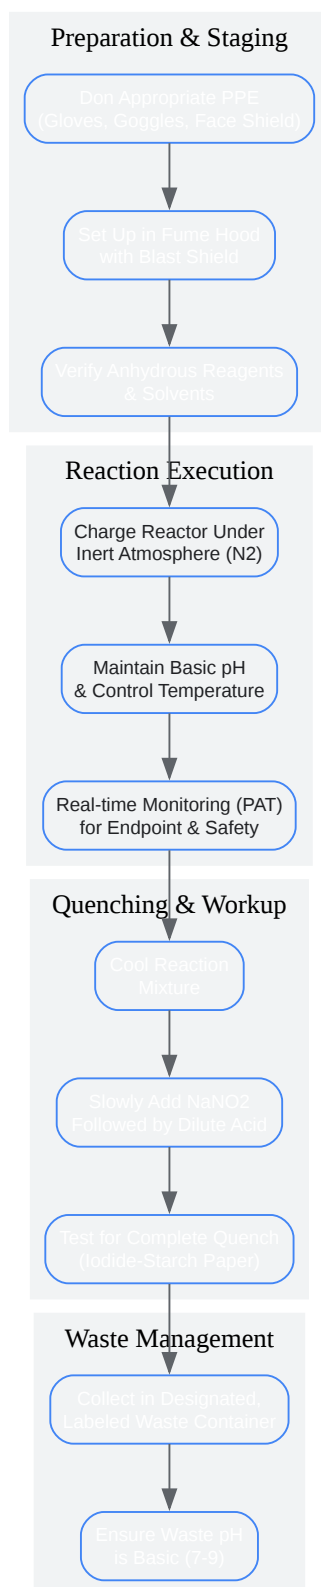 Preparation & Staging
Don Appropriate PPE
(Gloves, Goggles, Face Shield)
Set Up in Fume Hood
with Blast Shield
Verify Anhydrous Reagents
& Solvents
Reaction Execution
Charge Reactor Under
Inert Atmosphere (N2)
Maintain Basic pH
& Control Temperature
Real-time Monitoring (PAT)
for Endpoint & Safety
Quenching & Workup
Cool Reaction
Mixture
Slowly Add NaNO2
Followed by Dilute Acid
Test for Complete Quench
(Iodide-Starch Paper)
Waste Management
Collect in Designated,
Labeled Waste Container
Ensure Waste pH
is Basic (7-9)